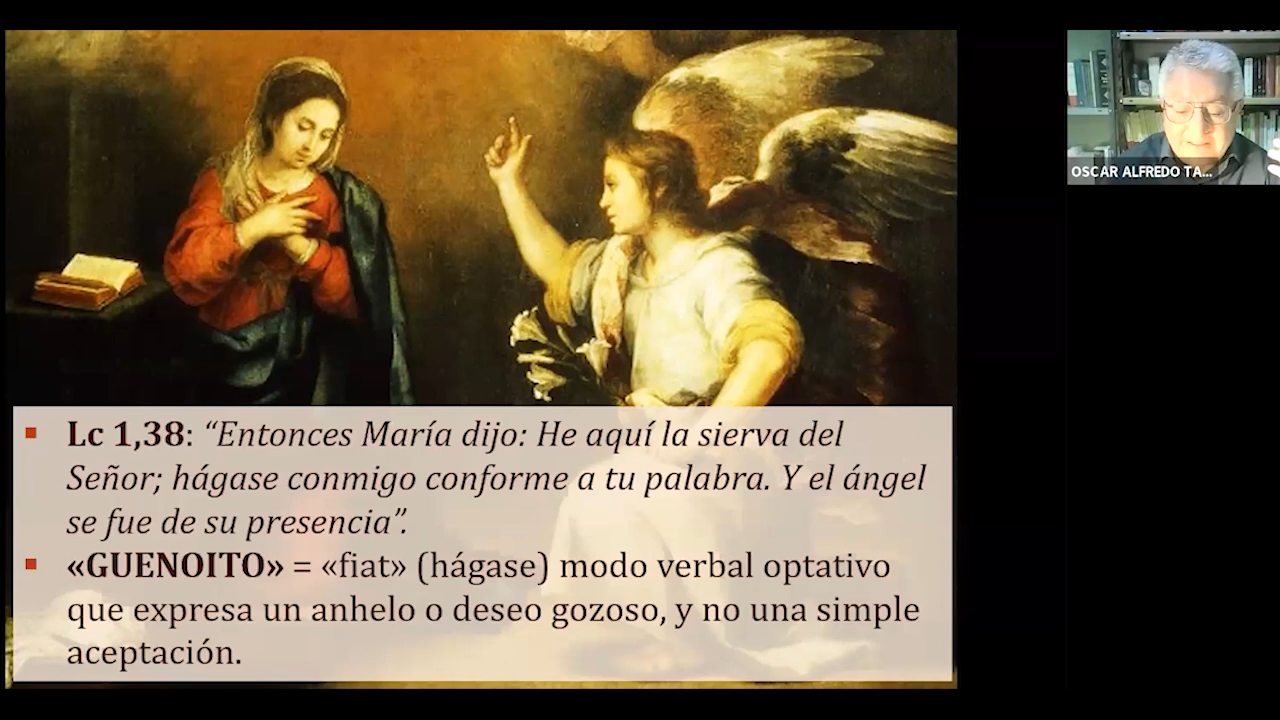 OSCAR ALFREDO TA...
▪ Lc 1,38: “Entonces María dijo: He aquí la sierva del
Señor; hágase conmigo conforme a tu palabra. Y el ángel
se fue de su presencia”.
▪ «GUENOITO» = «fiat» (hágase) modo verbal optativo
que expresa un anhelo o deseo gozoso, y no una simple
aceptación.